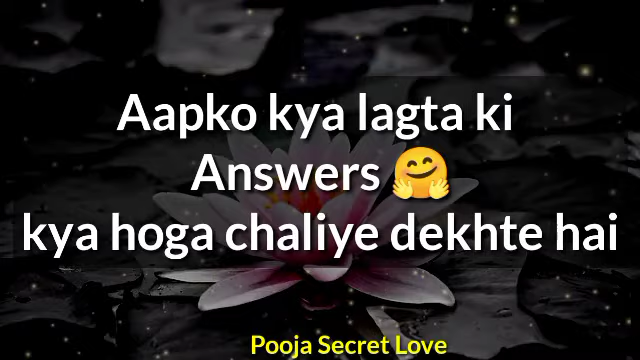 Aapko kya lagta ki
Answers 🤗
kya hoga chaliye dekhte hai
Pooja Secret Love